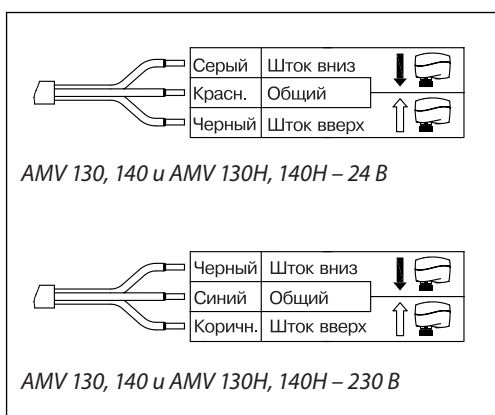 Серый Шток вниз
Красн. Общий
Черный Шток вверх
AMV 130, 140 и AMV 130H, 140H – 24 В
Черный Шток вниз
Синий Общий
Коричн. Шток вверх
AMV 130, 140 и AMV 130H, 140H – 230 В